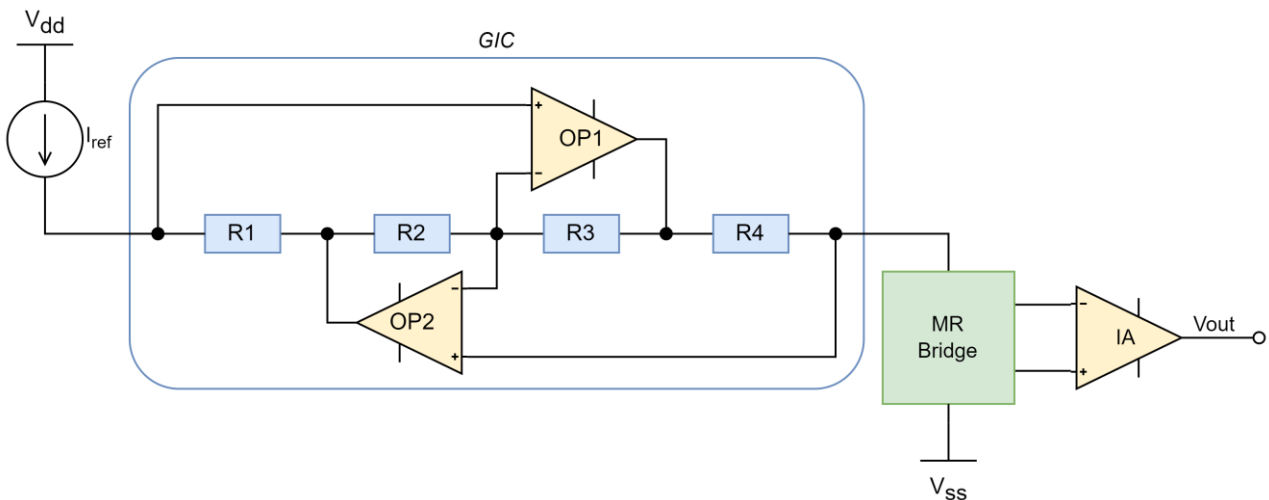 Vdd
GIC
Iref
+
OP1
-
R1
R2
R3
R4
-
OP2
+
MR
Bridge
-
IA
+
Vout
Vss